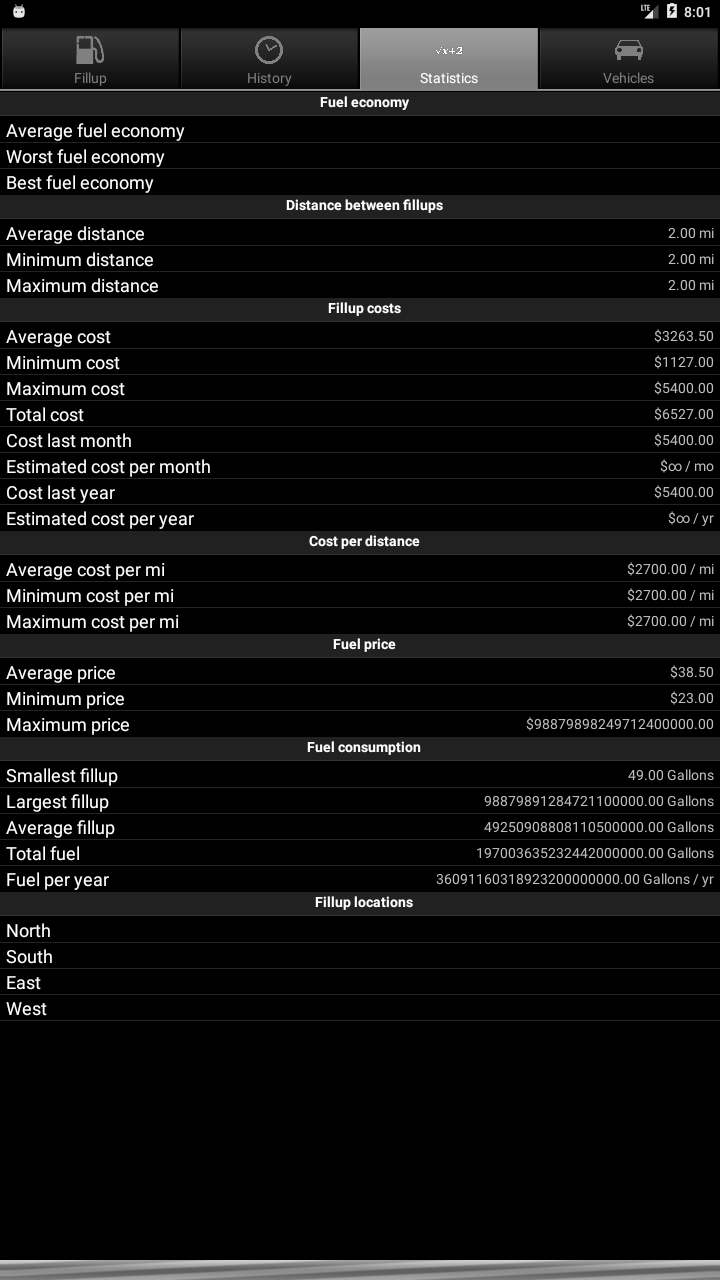 LTE 8:01
Fillup
History
√x+2
Statistics
Vehicles
Fuel economy
Average fuel economy
Worst fuel economy
Best fuel economy
Distance between fillups
Average distance 2.00 mi
Minimum distance 2.00 mi
Maximum distance 2.00 mi
Fillup costs
Average cost $3263.50
Minimum cost $1127.00
Maximum cost $5400.00
Total cost $6527.00
Cost last month $5400.00
Estimated cost per month $∞ / mo
Cost last year $5400.00
Estimated cost per year $∞ / yr
Cost per distance
Average cost per mi $2700.00 / mi
Minimum cost per mi $2700.00 / mi
Maximum cost per mi $2700.00 / mi
Fuel price
Average price $38.50
Minimum price $23.00
Maximum price $98879898249712400000.00
Fuel consumption
Smallest fillup 49.00 Gallons
Largest fillup 98879891284721100000.00 Gallons
Average fillup 49250908808110500000.00 Gallons
Total fuel 197003635232442000000.00 Gallons
Fuel per year 36091160318923200000000.00 Gallons / yr
Fillup locations
North
South
East
West